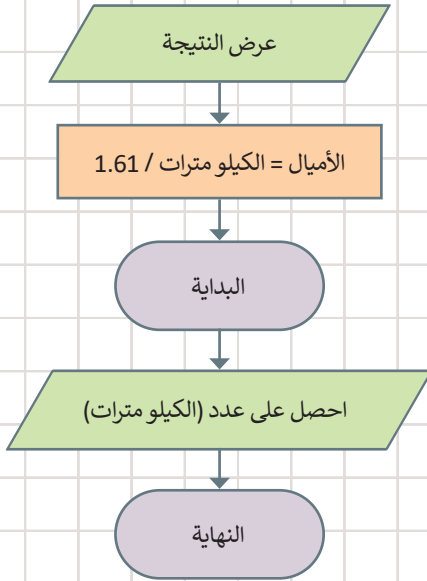 عرض النتيجة
الأميال = الكيلو مترات / 1.61
البداية
احصل على عدد (الكيلو مترات)
النهاية